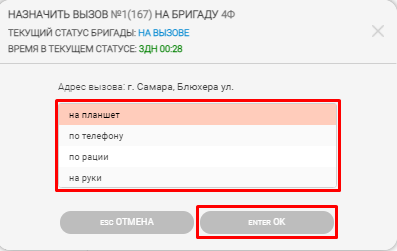 НАЗНАЧИТЬ ВЫЗОВ №1(167) НА БРИГАДУ 4Ф
ТЕКУЩИЙ СТАТУС БРИГАДЫ: НА ВЫЗОВЕ
ВРЕМЯ В ТЕКУЩЕМ СТАТУСЕ: 3ДН 00:28
Адрес вызова: г. Самара, Блюхера ул.
на планшет
по телефону
по рации
на руки
ESC ОТМЕНА
ENTER ОК